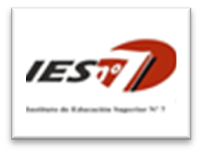 IES nº 7
Instituto de Educación Superior Nº 7